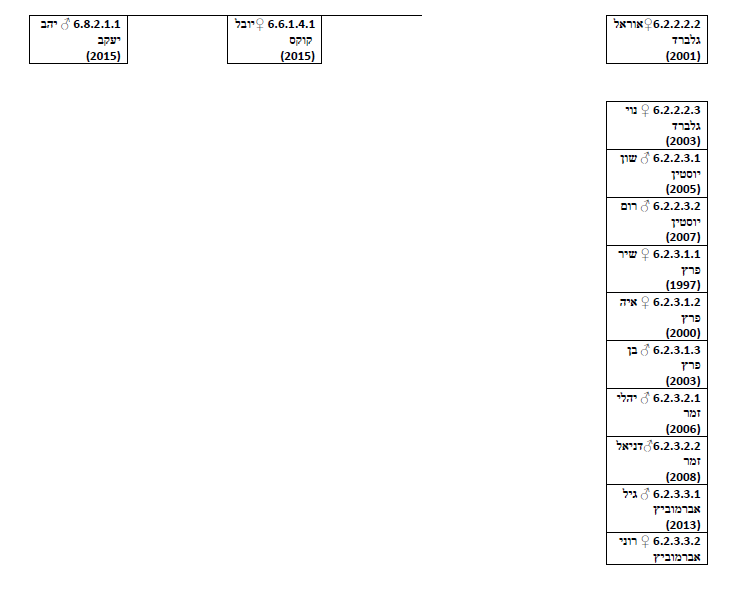 6.2.2.2.2 ♀אוראל
גלברד
(2001)
6.6.1.4.1 ♀יובל
קוקס
(2015)
6.8.2.1.1 ♂ יהב
יעקב
(2015)
6.2.2.2.3 ♀ נוי
גלברד
(2003)
6.2.2.3.1 ♂ שון
יוסטין
(2005)
6.2.2.3.2 ♂ רום
יוסטין
(2007)
6.2.3.1.1 ♀ שיר
פרץ
(1997)
6.2.3.1.2 ♀ איה
פרץ
(2000)
6.2.3.1.3 ♂ בן
פרץ
(2003)
6.2.3.2.1 ♂ יהלי
זמר
(2006)
6.2.3.2.2♂דניאל
זמר
(2008)
6.2.3.3.1 ♂ גיל
אברמוביץ
(2013)
6.2.3.3.2 ♀ רוני
אברמוביץ